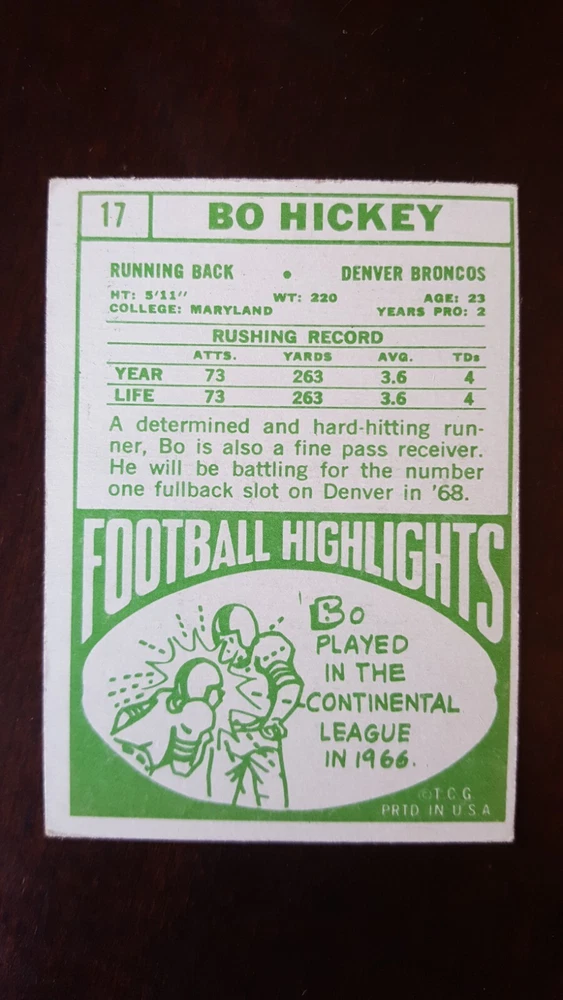 17 BO HICKEY
RUNNING BACK • DENVER BRONCOS
HT: 5'11" WT: 220 AGE: 23
COLLEGE: MARYLAND YEARS PRO: 2
RUSHING RECORD
ATTS. YARDS AVG. TDs
YEAR 73 263 3.6 4
LIFE 73 263 3.6 4
A determined and hard-hitting run-
ner, Bo is also a fine pass receiver.
He will be battling for the number
one fullback slot on Denver in '68.
FOOTBALL HIGHLIGHTS
BO
PLAYED
IN THE
CONTINENTAL
LEAGUE
IN 1966.
©T.C.G.
PRTD IN U.S.A.